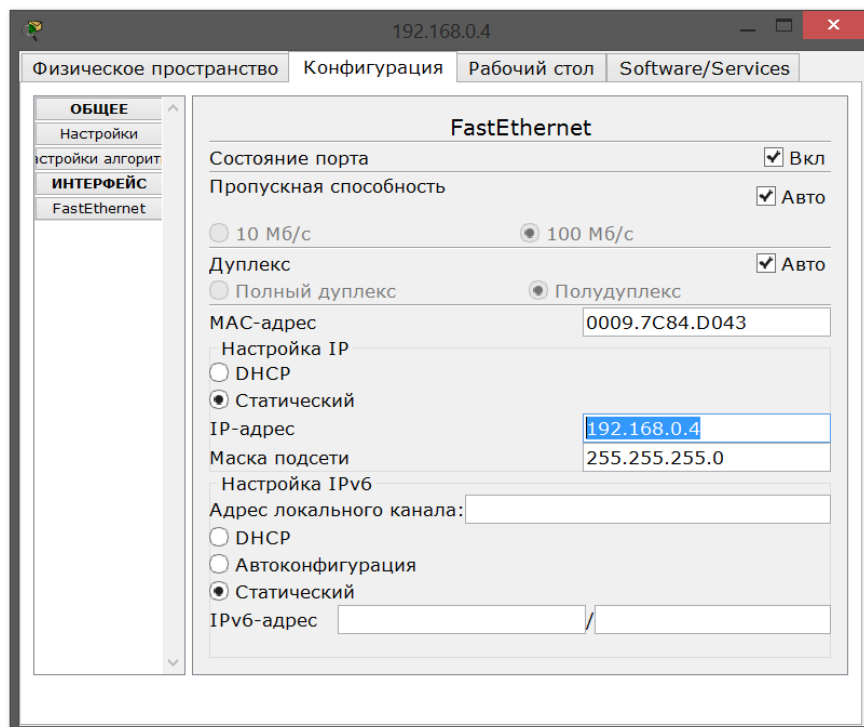 192.168.0.4
Физическое пространство Конфигурация Рабочий стол Software/Services
ОБЩЕЕ
Настройки
астройки алгорит
ИНТЕРФЕЙС
FastEthernet
FastEthernet
Состояние порта Вкл
Пропускная способность Авто
10 Мб/с 100 Мб/с
Дуплекс Авто
Полный дуплекс Полудуплекс
MAC-адрес 0009.7C84.D043
Настройка IP
DHCP
Статический
IP-адрес 192.168.0.4
Маска подсети 255.255.255.0
Настройка IPv6
Адрес локального канала:
DHCP
Автоконфигурация
Статический
IPv6-адрес /